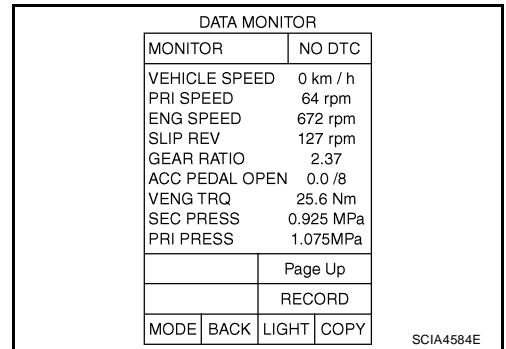 DATA MONITOR
MONITOR NO DTC
VEHICLE SPEED 0 km / h
PRI SPEED 64 rpm
ENG SPEED 672 rpm
SLIP REV 127 rpm
GEAR RATIO 2.37
ACC PEDAL OPEN 0.0 /8
VENG TRQ 25.6 Nm
SEC PRESS 0.925 MPa
PRI PRESS 1.075MPa
Page Up
RECORD
MODE BACK LIGHT COPY
SCIA4584E